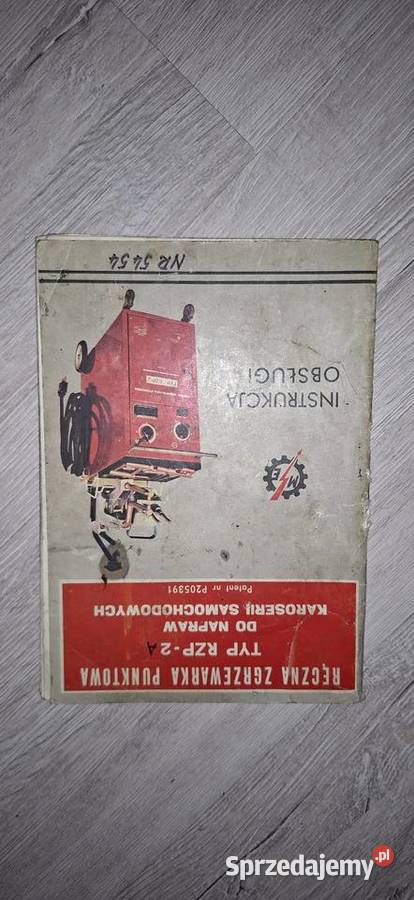 RĘCZNA ZGRZEWARKA PUNKTOWA
TYP RZP-2A
DO NAPRAW
KAROSERII SAMOCHODOWYCH
Patent nr P205391
INSTRUKCJA
OBSŁUGI
NR 5454
Sprzedajemy.pl